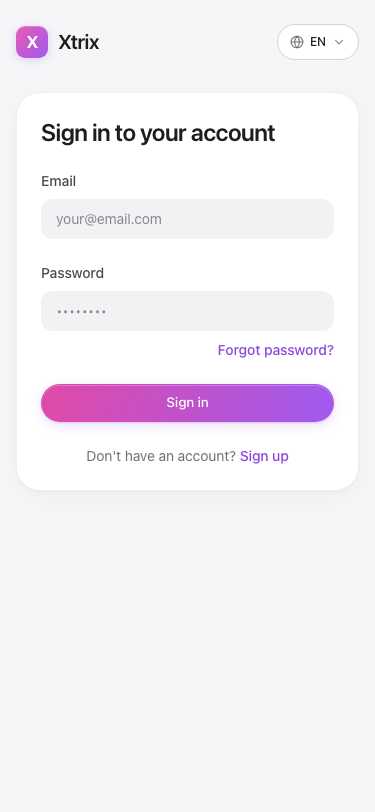 X
Xtrix
EN
Sign in to your account
Email
your@email.com
Password
••••••••
Forgot password?
Sign in
Don't have an account? Sign up